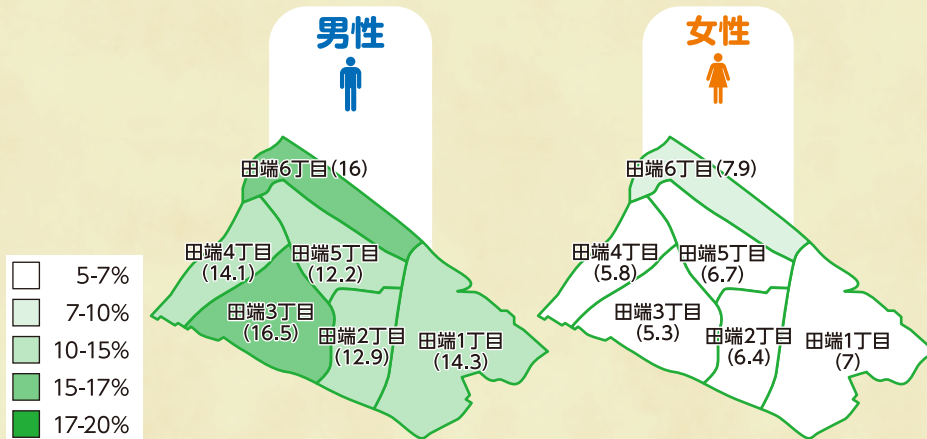 男性
田端6丁目(16)
田端4丁目
(14.1)
田端5丁目
(12.2)
田端3丁目
(16.5)
田端2丁目
(12.9)
田端1丁目
(14.3)
女性
田端6丁目(7.9)
田端4丁目
(5.8)
田端5丁目
(6.7)
田端3丁目
(5.3)
田端2丁目
(6.4)
田端1丁目
(7)
5-7%
7-10%
10-15%
15-17%
17-20%